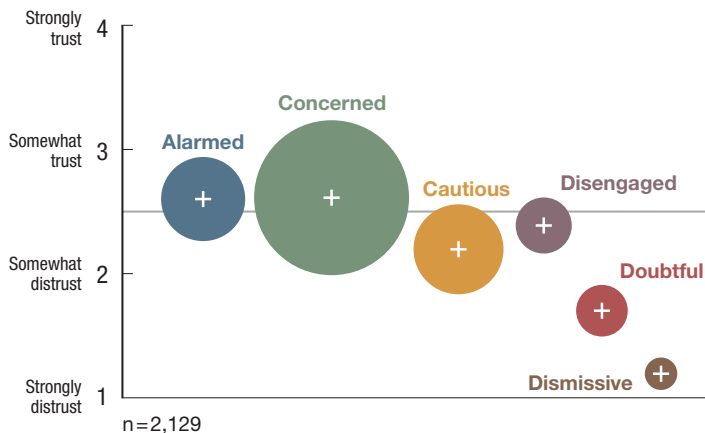 Strongly
trust
4
Concerned
Alarmed
Somewhat
trust
3
Cautious
Disengaged
Somewhat
distrust
2
Doubtful
Dismissive
Strongly
distrust
1
n=2,129